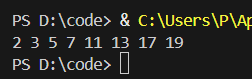 PS D:\code> & C:\Users\P\Ap
2 3 5 7 11 13 17 19
PS D:\code>